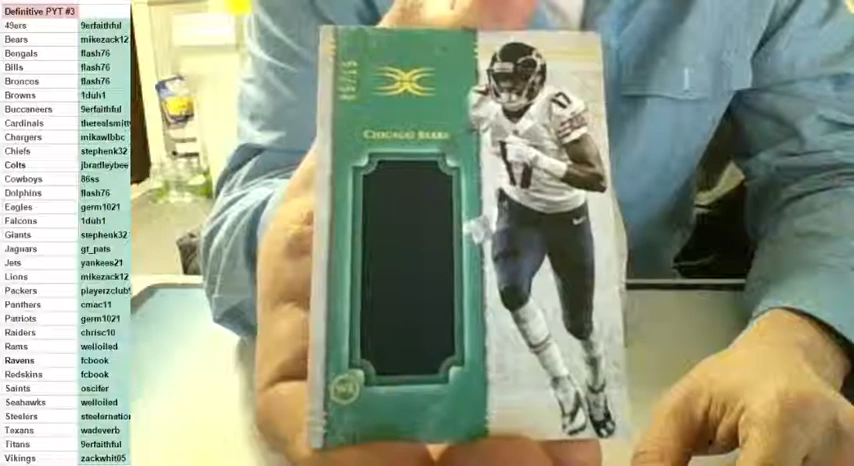 Definitive PYT #3
49ers 9erfaithful
Bears mikezack12
Bengals flash76
Bills flash76
Broncos flash76
Browns 1duh1
Buccaneers 9erfaithful
Cardinals therealsmitt
Chargers mikawlbbc
Chiefs stephenk32
Colts jbradleybee
Cowboys 86ss
Dolphins flash76
Eagles germ1021
Falcons 1duh1
Giants stephenk32
Jaguars gt_pats
Jets yankees21
Lions mikezack12
Packers playerzclub
Panthers cmac11
Patriots germ1021
Raiders chrisc10
Rams welloiled
Ravens fcbook
Redskins fcbook
Saints oscifer
Seahawks welloiled
Steelers steelernation
Texans wadeverb
Titans 9erfaithful
Vikings zackwhit05
CHICAGO BEARS
17
17
WR